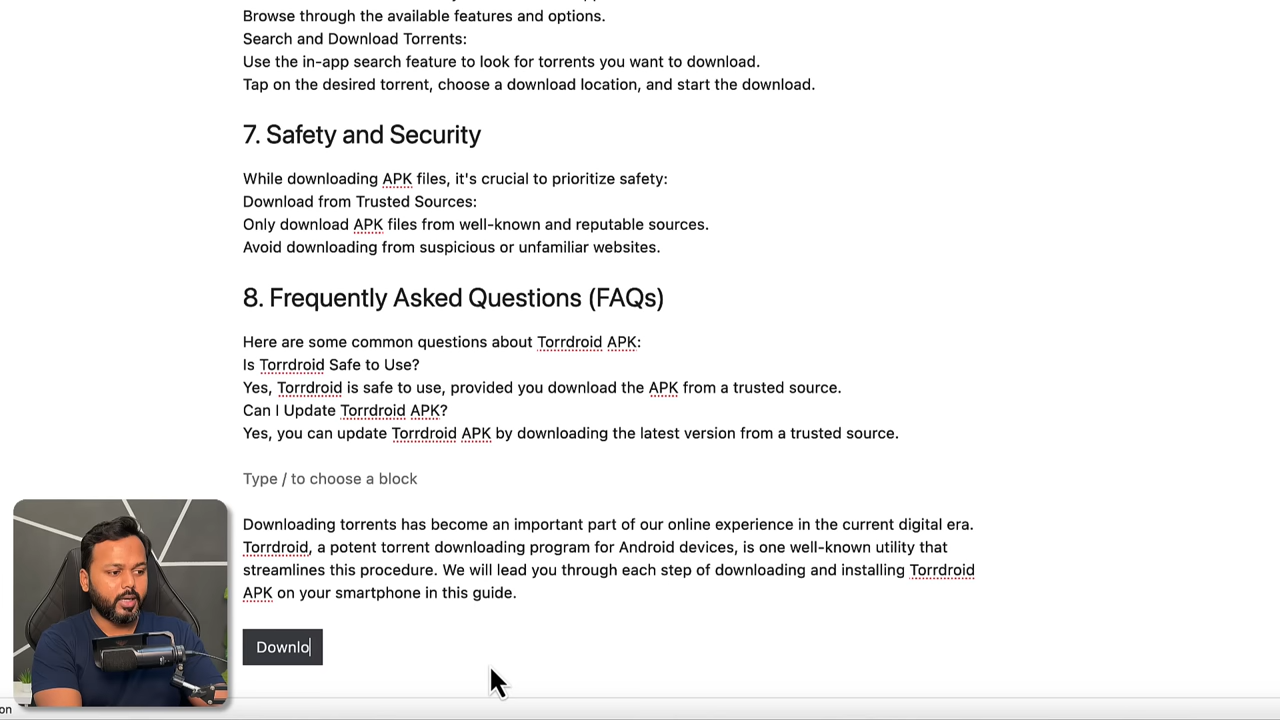 Browse through the available features and options.
Search and Download Torrents:
Use the in-app search feature to look for torrents you want to download.
Tap on the desired torrent, choose a download location, and start the download.
7. Safety and Security
While downloading APK files, it's crucial to prioritize safety:
Download from Trusted Sources:
Only download APK files from well-known and reputable sources.
Avoid downloading from suspicious or unfamiliar websites.
8. Frequently Asked Questions (FAQs)
Here are some common questions about Torrdroid APK:
Is Torrdroid Safe to Use?
Yes, Torrdroid is safe to use, provided you download the APK from a trusted source.
Can I Update Torrdroid APK?
Yes, you can update Torrdroid APK by downloading the latest version from a trusted source.
Type / to choose a block
Downloading torrents has become an important part of our online experience in the current digital era.
Torrdroid, a potent torrent downloading program for Android devices, is one well-known utility that
streamlines this procedure. We will lead you through each step of downloading and installing Torrdroid
APK on your smartphone in this guide.
Downlo
on